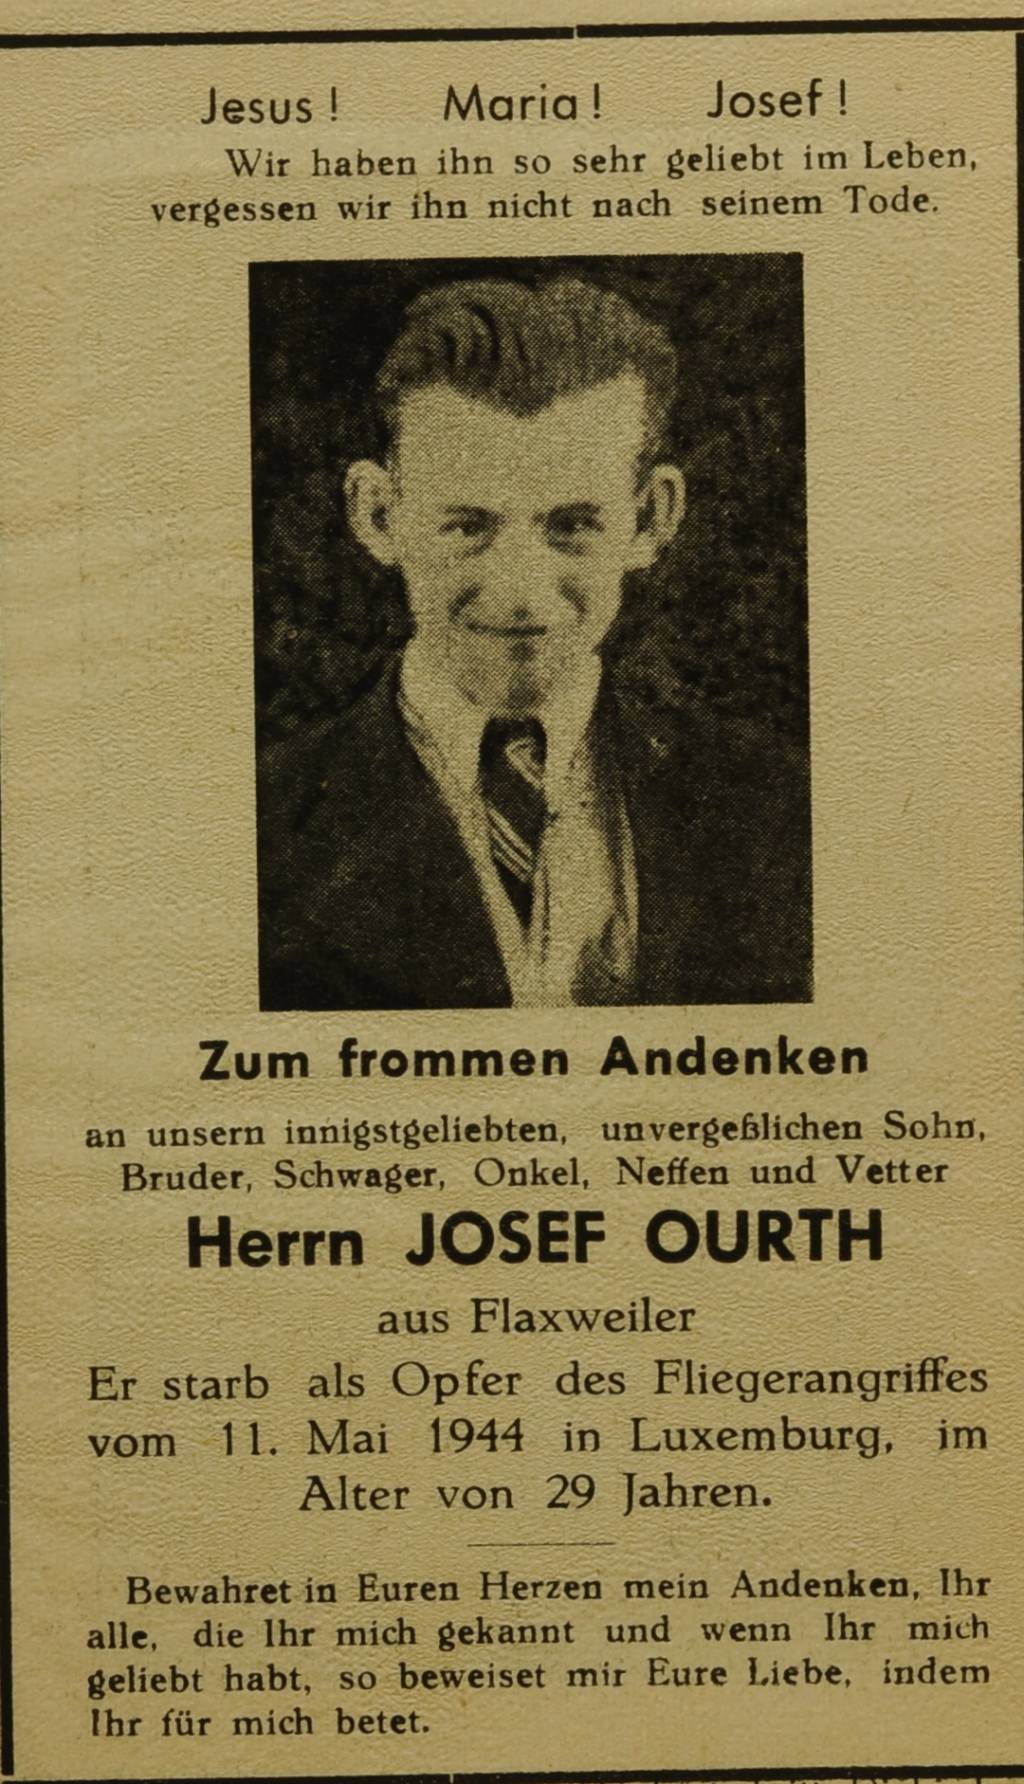 Jesus! Maria! Josef!
Wir haben ihn so sehr geliebt im Leben,
vergessen wir ihn nicht nach seinem Tode.
Zum frommen Andenken
an unsern innigstgeliebten, unvergeßlichen Sohn,
Bruder, Schwager, Onkel, Neffen und Vetter
Herrn JOSEF OURTH
aus Flaxweiler
Er starb als Opfer des Fliegerangriffes
vom 11. Mai 1944 in Luxemburg, im
Alter von 29 Jahren.
Bewahret in Euren Herzen mein Andenken, Ihr
alle, die Ihr mich gekannt und wenn Ihr mich
geliebt habt, so beweiset mir Eure Liebe, indem
Ihr für mich betet.